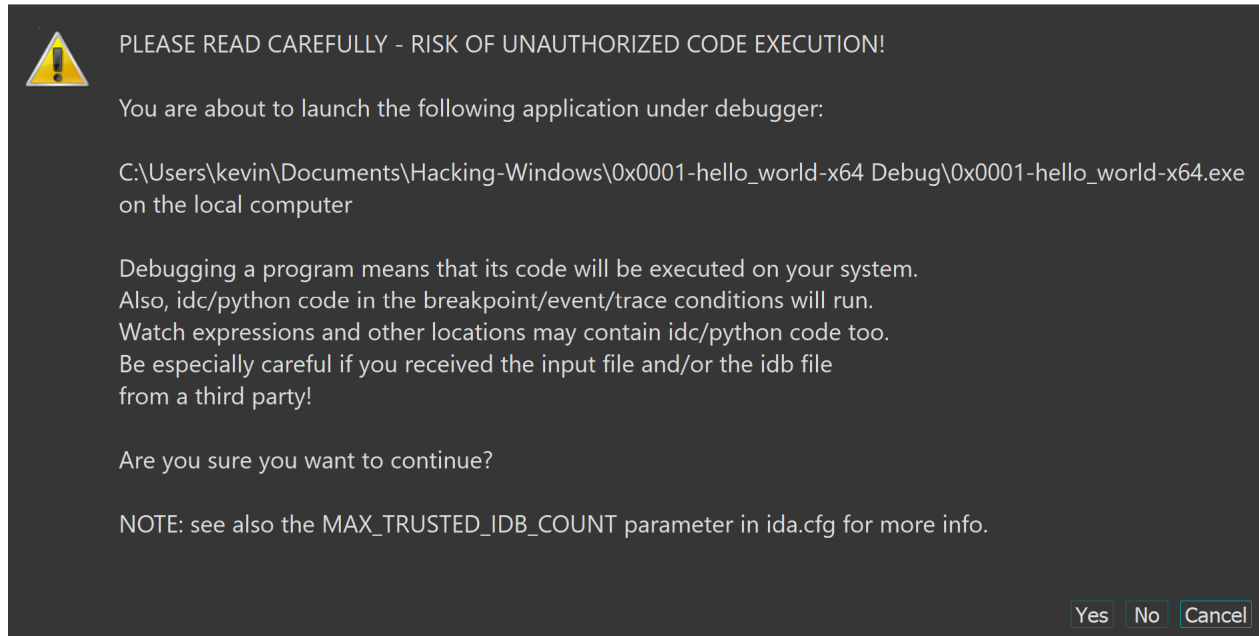 PLEASE READ CAREFULLY - RISK OF UNAUTHORIZED CODE EXECUTION!
You are about to launch the following application under debugger:
C:\Users\kevin\Documents\Hacking-Windows\0x0001-hello_world-x64 Debug\0x0001-hello_world-x64.exe
on the local computer
Debugging a program means that its code will be executed on your system.
Also, idc/python code in the breakpoint/event/trace conditions will run.
Watch expressions and other locations may contain idc/python code too.
Be especially careful if you received the input file and/or the idb file
from a third party!
Are you sure you want to continue?
NOTE: see also the MAX_TRUSTED_IDB_COUNT parameter in ida.cfg for more info.
Yes No Cancel